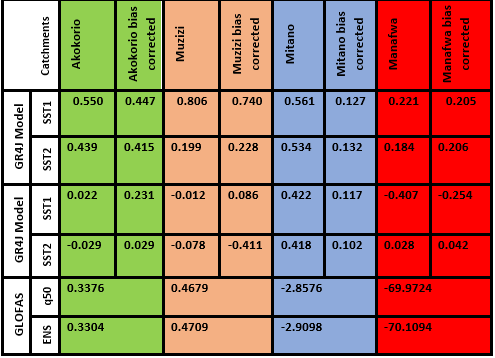 Catchments Akokorio Akokorio bias corrected Muzizi Muzizi bias corrected Mitano Mitano bias corrected Manafwa Manafwa bias corrected
GR4J Model SST1 0.550 0.447 0.806 0.740 0.561 0.127 0.221 0.205
SST2 0.439 0.415 0.199 0.228 0.534 0.132 0.184 0.206
GR4J Model SST1 0.022 0.231 -0.012 0.086 0.422 0.117 -0.407 -0.254
SST2 -0.029 0.029 -0.078 -0.411 0.418 0.102 0.028 0.042
GLOFAS q50 0.3376 0.4679 -2.8576 -69.9724
ENS 0.3304 0.4709 -2.9098 -70.1094